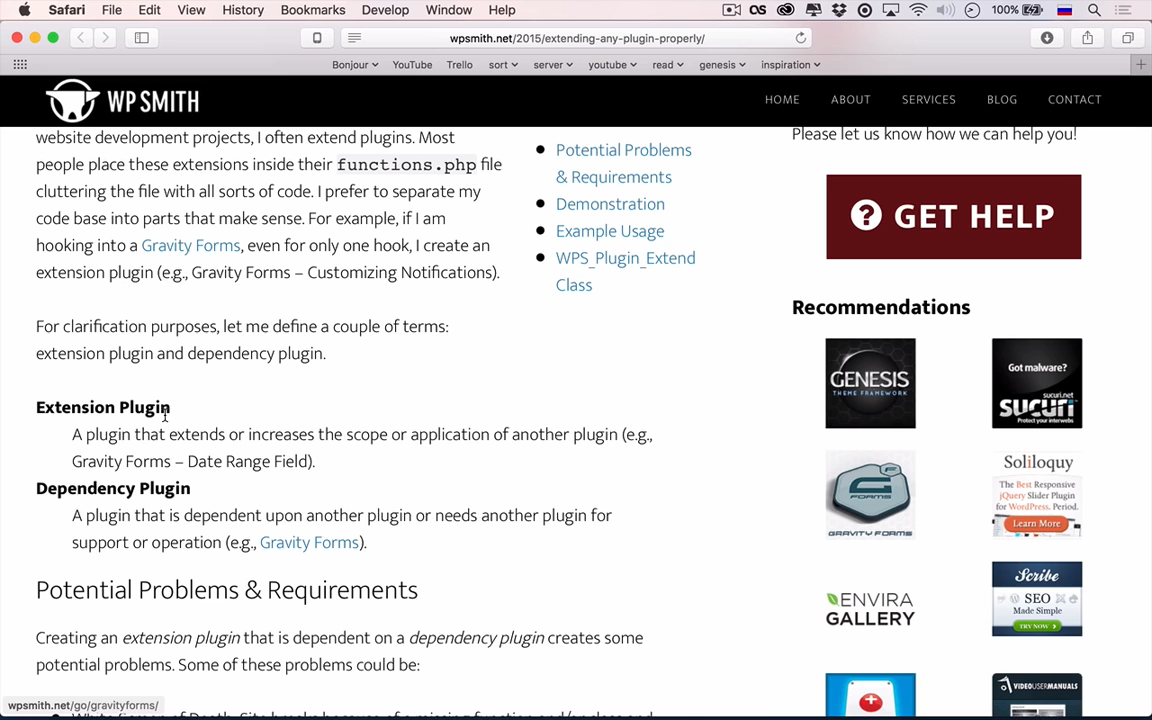 Safari File Edit View History Bookmarks Develop Window Help 100%
wpsmith.net/2015/extending-any-plugin-properly/
Bonjour YouTube Trello sort server youtube read genesis inspiration
WP SMITH HOME ABOUT SERVICES BLOG CONTACT
website development projects, I often extend plugins. Most
people place these extensions inside their functions.php file
cluttering the file with all sorts of code. I prefer to separate my
code base into parts that make sense. For example, if I am
hooking into a Gravity Forms, even for only one hook, I create an
extension plugin (e.g., Gravity Forms – Customizing Notifications).
Potential Problems
& Requirements
Demonstration
Example Usage
WPS_Plugin_Extend
Class
For clarification purposes, let me define a couple of terms:
extension plugin and dependency plugin.
Extension Plugin
A plugin that extends or increases the scope or application of another plugin (e.g.,
Gravity Forms – Date Range Field).
Dependency Plugin
A plugin that is dependent upon another plugin or needs another plugin for
support or operation (e.g., Gravity Forms).
Potential Problems & Requirements
Creating an extension plugin that is dependent on a dependency plugin creates some
potential problems. Some of these problems could be:
Please let us know how we can help you!
GET HELP
Recommendations
GENESIS
THEME FRAMEWORK
Got malware?
sucuri.net
SUCURI
Protect your interwebs
GRAVITY FORMS
Soliloquy
The Best Responsive
jQuery Slider Plugin
for WordPress. Period.
Learn More
ENVIRA
GALLERY
Scribe
SEO
Made Simple
TRY NOW
VIDEOUSERMANUALS
wpsmith.net/go/gravityforms/